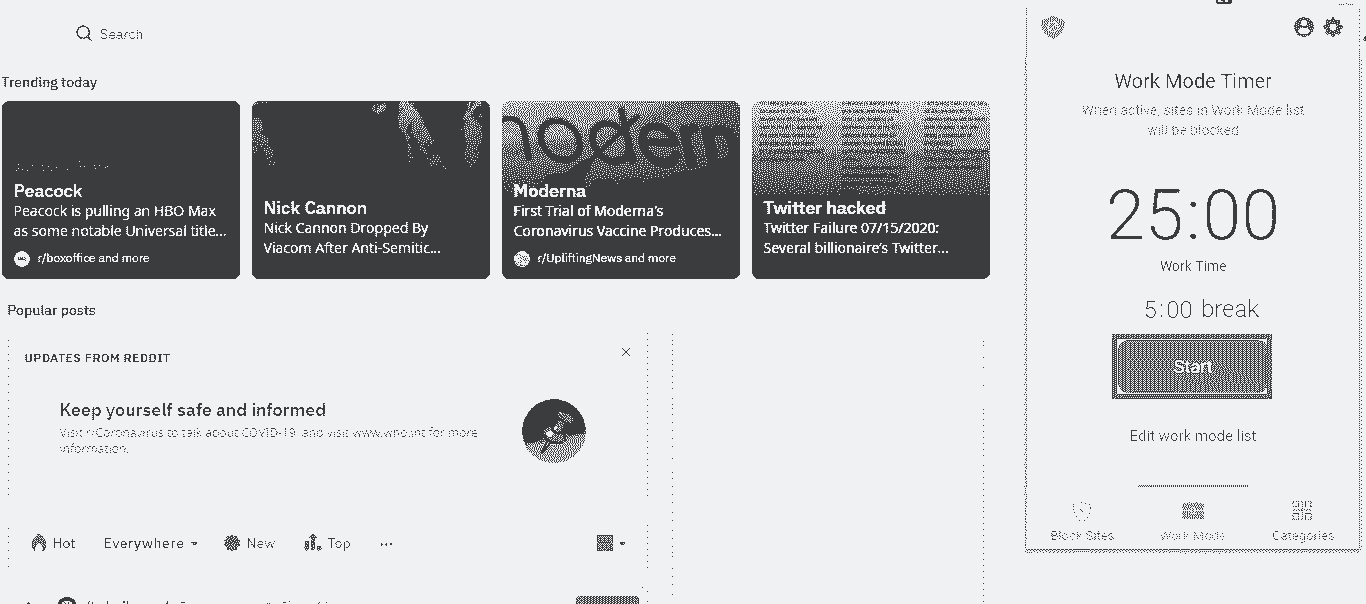 Search
Trending today
Peacock
Peacock is pulling an HBO Max
as some notable Universal title...
r/boxoffice and more
Nick Cannon
Nick Cannon Dropped By
Viacom After Anti-Semitic...
modern
Moderna
First Trial of Moderna's
Coronavirus Vaccine Produces...
r/UpliftingNews and more
Twitter hacked
Twitter Failure 07/15/2020:
Several billionaire's Twitter...
Popular posts
UPDATES FROM REDDIT
Keep yourself safe and informed
Visit r/Coronavirus to talk about COVID-19, and visit www.who.int for more
information.
Hot
Everywhere
New
Top
...
Work Mode Timer
When active, sites in Work Mode list
will be blocked
25:00
Work Time
5:00 break
Start
Edit work mode list
Block Sites
Work Mode
Categories